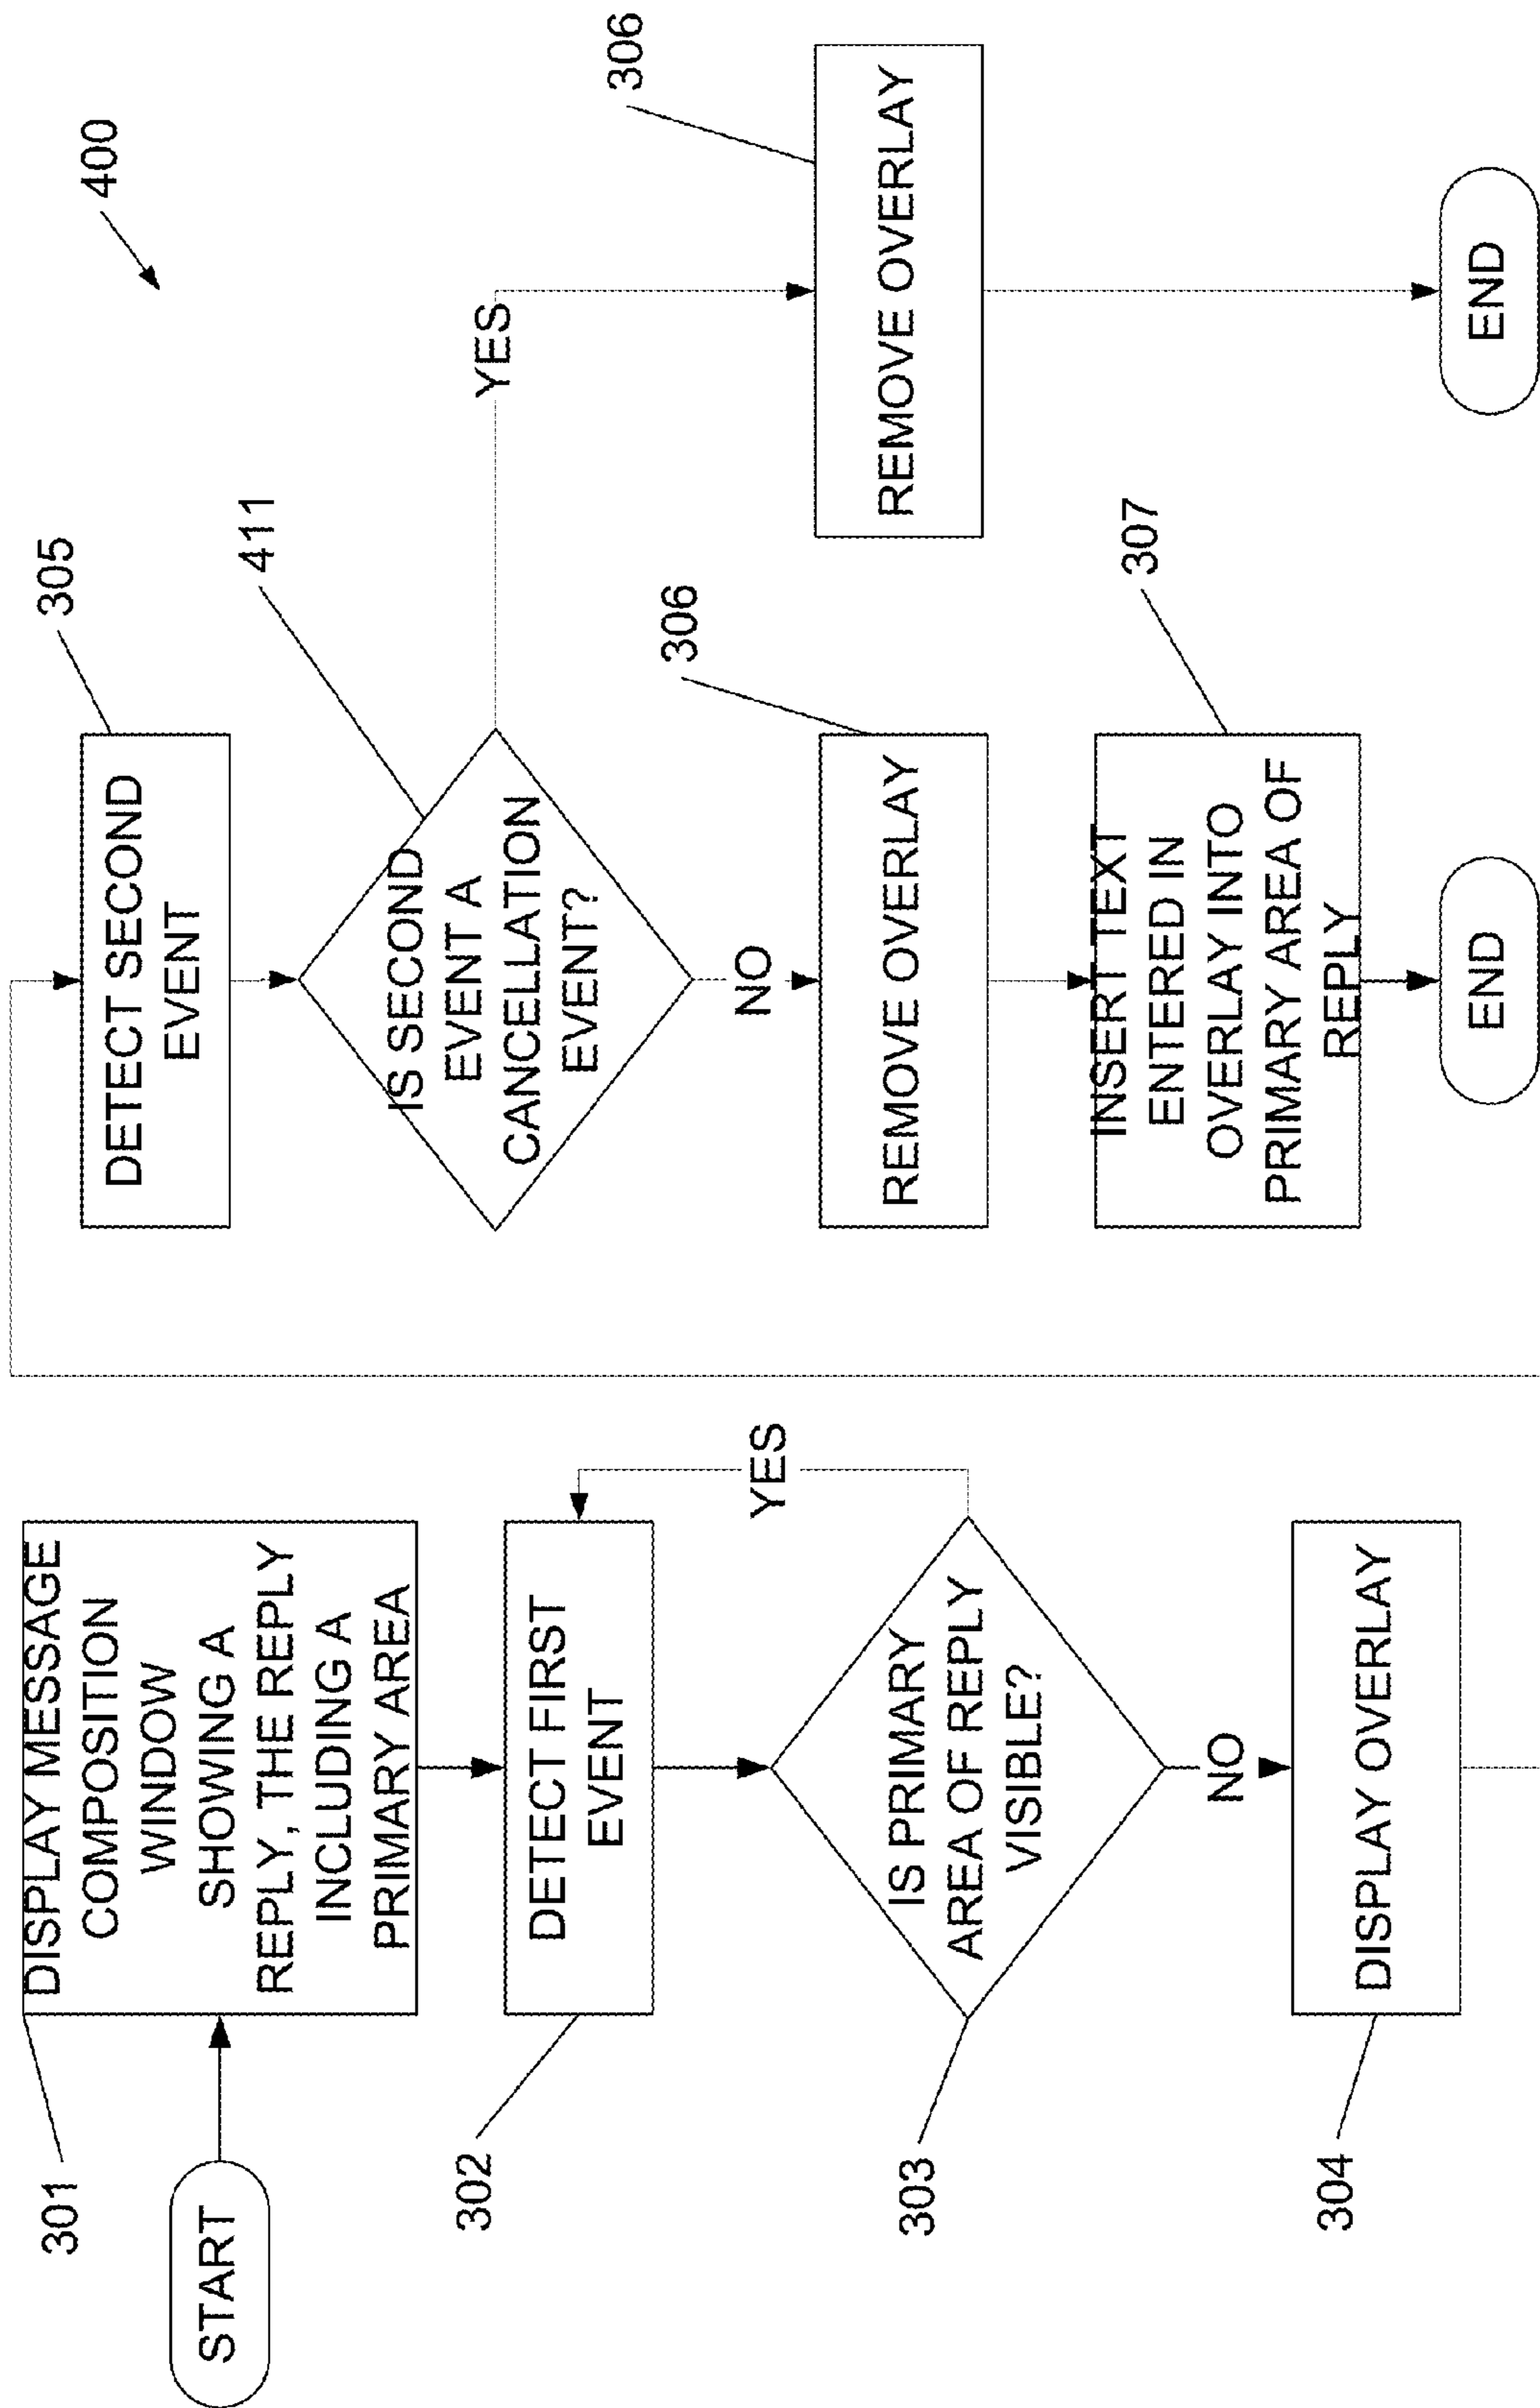 400
START
301
DISPLAY MESSAGE
COMPOSITION
WINDOW
SHOWING A
REPLY, THE REPLY
INCLUDING A
PRIMARY AREA
302
DETECT FIRST
EVENT
303
IS PRIMARY
AREA OF REPLY
VISIBLE?
YES
NO
304
DISPLAY OVERLAY
305
DETECT SECOND
EVENT
411
IS SECOND
EVENT A
CANCELLATION
EVENT?
YES
NO
306
REMOVE OVERLAY
307
INSERT TEXT
ENTERED IN
OVERLAY INTO
PRIMARY AREA OF
REPLY
END
306
REMOVE OVERLAY
END